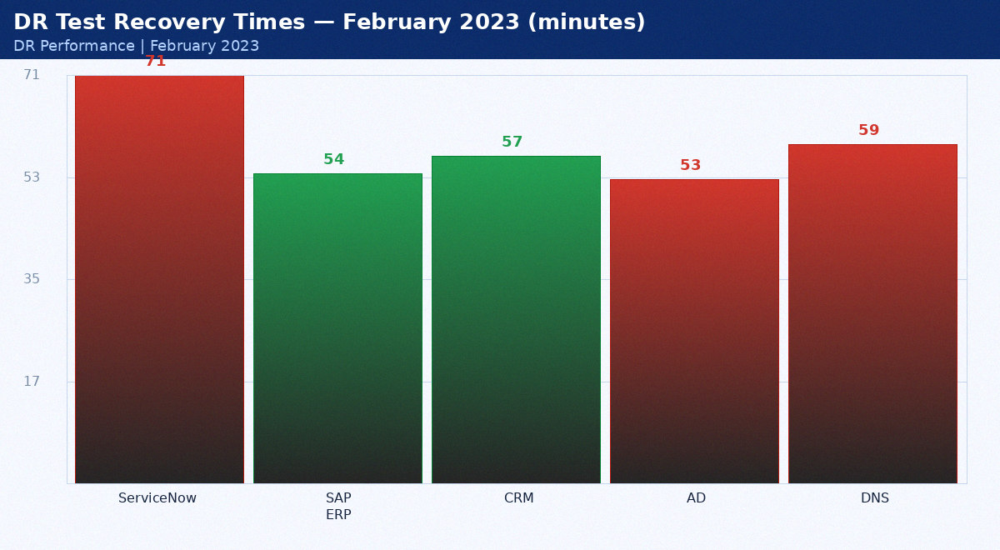 DR Test Recovery Times — February 2023 (minutes)
DR Performance | February 2023
71
71
54
57
53
59
53
35
17
ServiceNow
SAP
ERP
CRM
AD
DNS